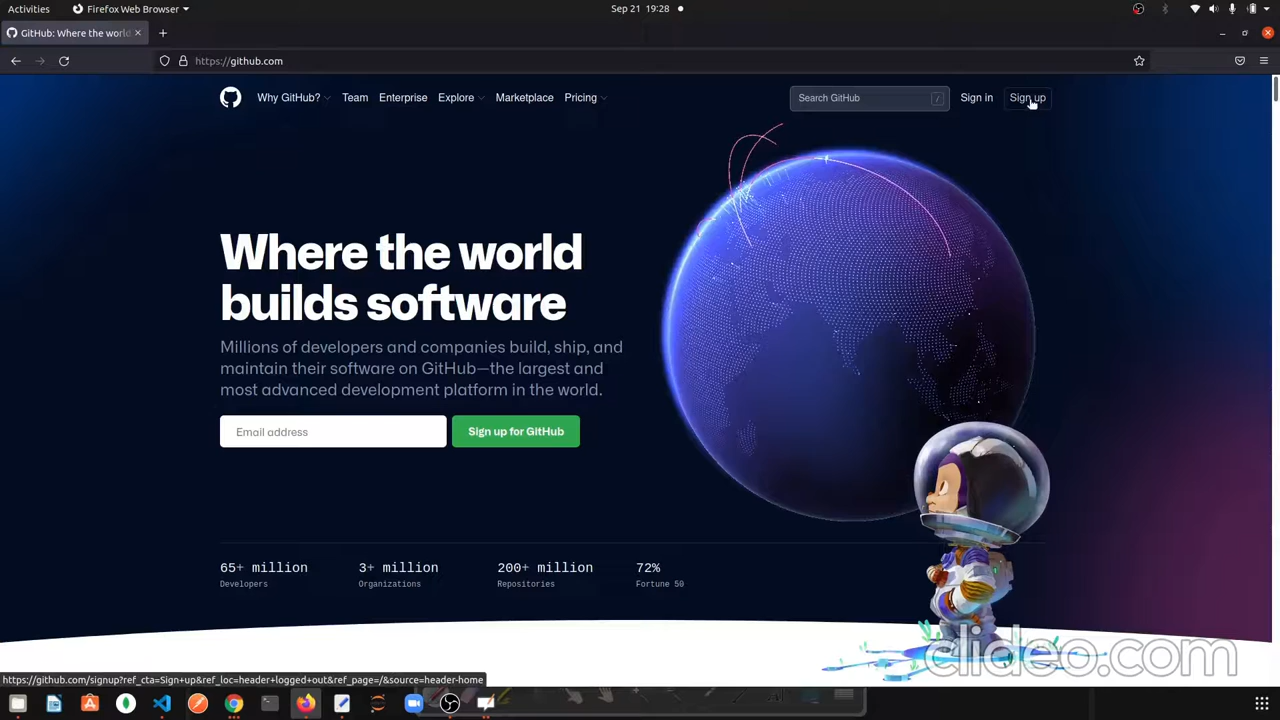 Activities
Firefox Web Browser
Sep 21 19:28
GitHub: Where the world
https://github.com
Why GitHub?
Team
Enterprise
Explore
Marketplace
Pricing
Search GitHub
/
Sign in
Sign up
Where the world
builds software
Millions of developers and companies build, ship, and
maintain their software on GitHub—the largest and
most advanced development platform in the world.
Email address
Sign up for GitHub
65+ million
Developers
3+ million
Organizations
200+ million
Repositories
72%
Fortune 50
clideo.com
https://github.com/signup?ref_cta=Sign+up&ref_loc=header+logged+out&ref_page=/&source=header-home